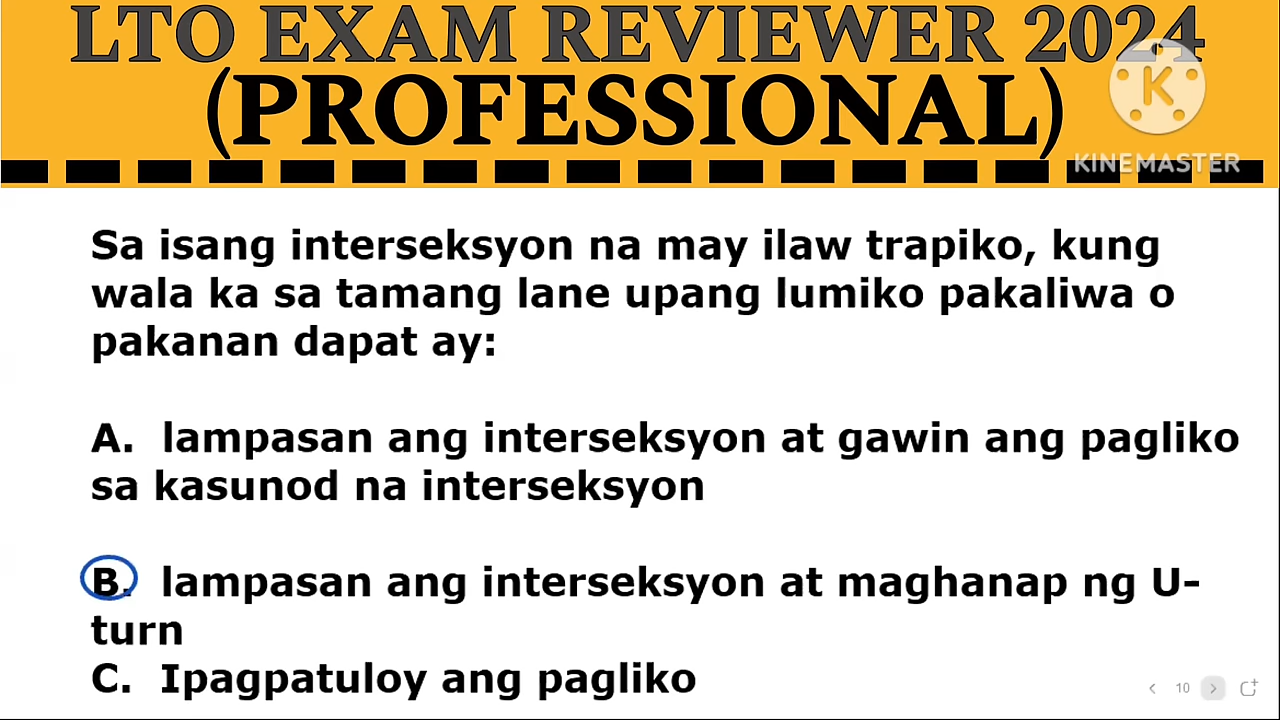 LTO EXAM REVIEWER 2024
(PROFESSIONAL)
K
KINEMASTER
Sa isang interseksyon na may ilaw trapiko, kung
wala ka sa tamang lane upang lumiko pakaliwa o
pakanan dapat ay:
A. lampasan ang interseksyon at gawin ang pagliko
sa kasunod na interseksyon
B. lampasan ang interseksyon at maghanap ng U-
turn
C. Ipagpatuloy ang pagliko
10